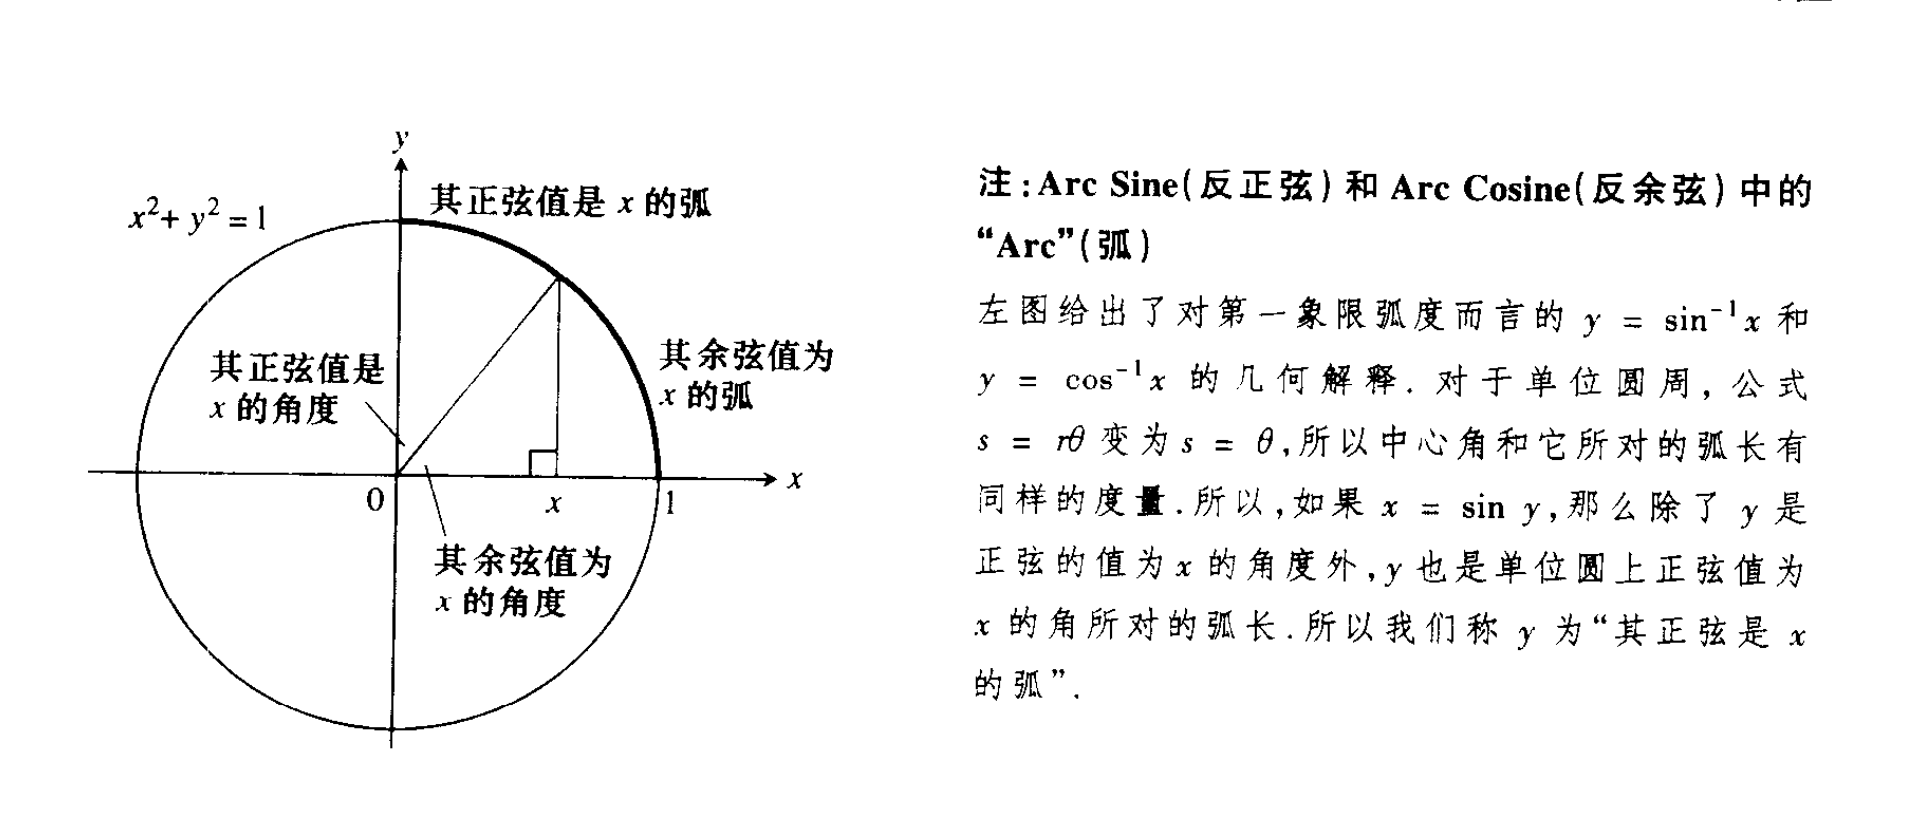 y
x²+ y² = 1
其正弦值是 x 的弧
其正弦值是
x 的角度
其余弦值为
x 的弧
0
x
1
x
其余弦值为
x 的角度
注:Arc Sine(反正弦)和 Arc Cosine(反余弦)中的
“Arc”(弧)
左图给出了对第一象限弧度而言的 y = sin⁻¹x 和
y = cos⁻¹x 的几何解释. 对于单位圆周, 公式
s = rθ 变为 s = θ,所以中心角和它所对的弧长有
同样的度量.所以,如果 x = sin y,那么除了 y 是
正弦的值为 x 的角度外,y 也是单位圆上正弦值为
x 的角所对的弧长.所以我们称 y 为“其正弦是 x
的弧”.